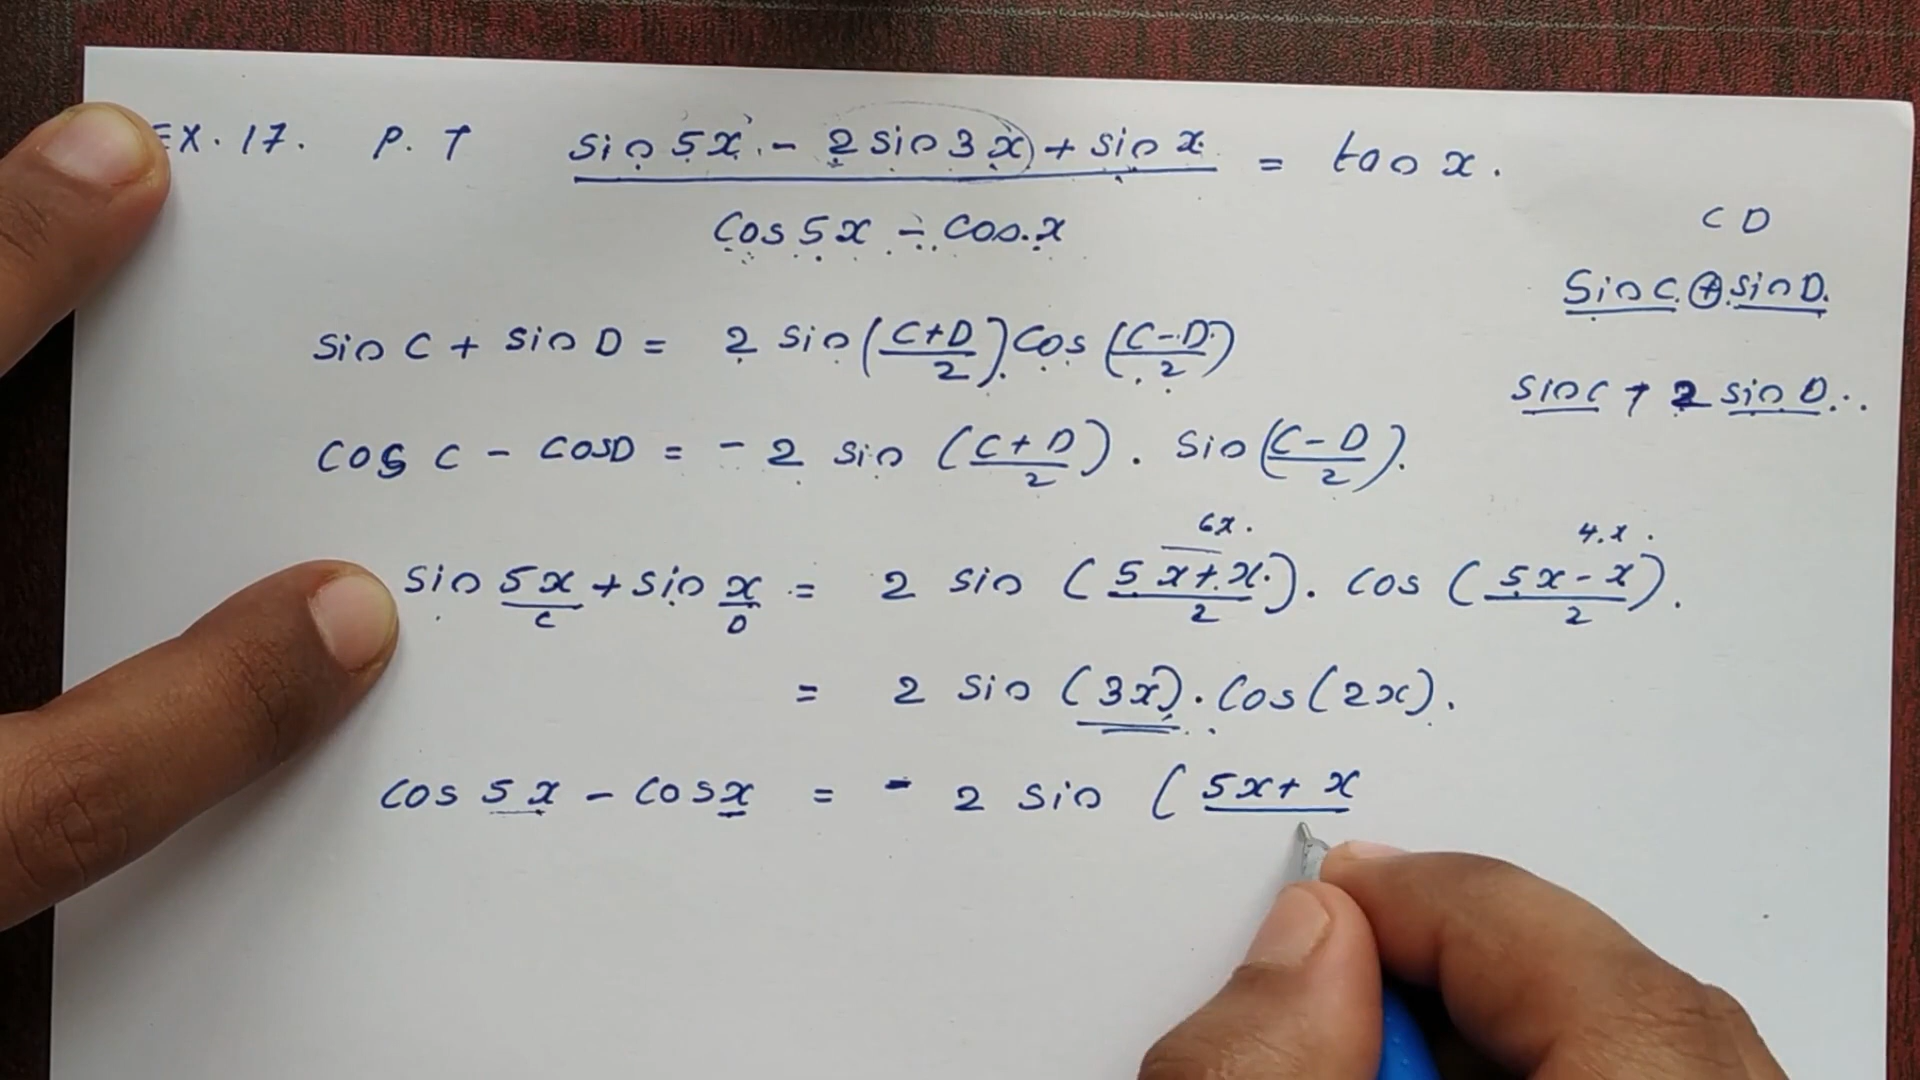 EX. 17. P. T sin 5x - 2 sin 3x + sin x = tan x.
cos 5x - cos x
C D
sin C + sin D.
sin C + sin D = 2 sin (C+D/2) cos (C-D/2)
sin C + 2 sin D..
cos C - cos D = - 2 sin (C+D/2) . sin (C-D/2).
6x. 4x.
sin 5x + sin x = 2 sin (5x+x/2) . cos (5x-x/2).
C D
= 2 sin (3x) . cos (2x).
cos 5x - cos x = - 2 sin (5x + x